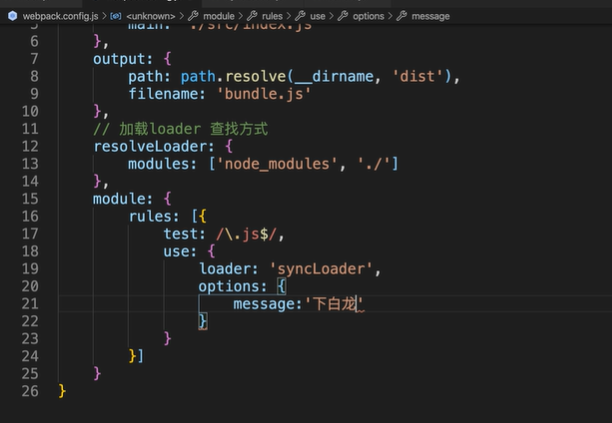 webpack.config.js > <unknown> > module > rules > use > options > message
5 main: './src/index.js'
6 },
7 output: {
8 path: path.resolve(__dirname, 'dist'),
9 filename: 'bundle.js'
10 },
11 // 加载loader 查找方式
12 resolveLoader: {
13 modules: ['node_modules', './']
14 },
15 module: {
16 rules: [{
17 test: /\.js$/,
18 use: {
19 loader: 'syncLoader',
20 options: {
21 message:'下白龙'
22 }
23 }
24 }]
25 }
26 }